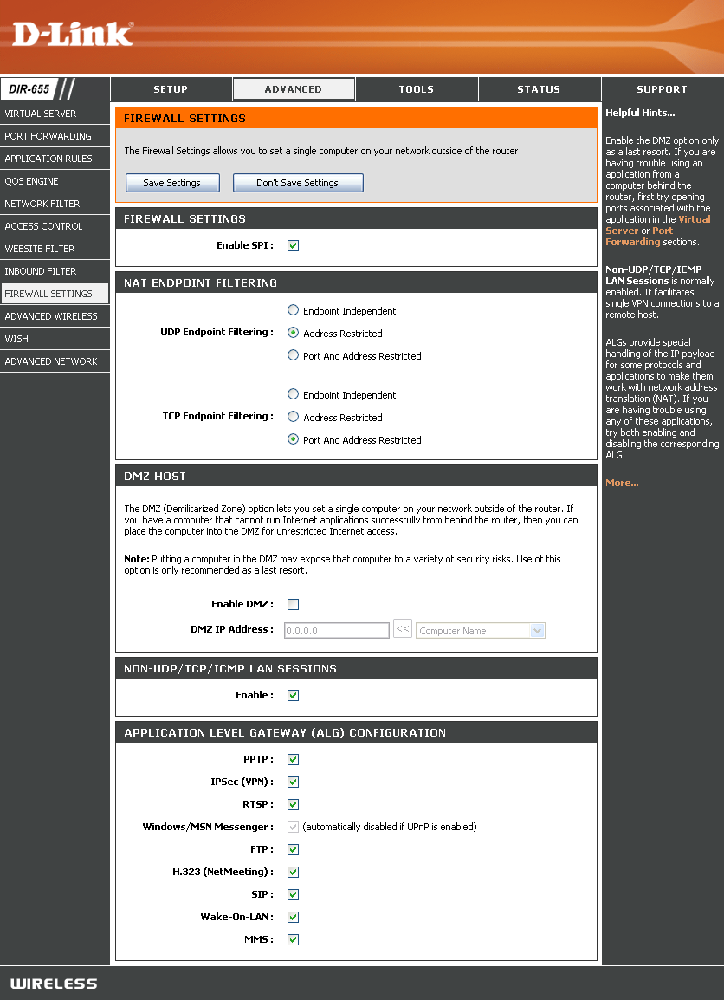 D-Link
DIR-655
SETUP
ADVANCED
TOOLS
STATUS
SUPPORT
VIRTUAL SERVER
PORT FORWARDING
APPLICATION RULES
QOS ENGINE
NETWORK FILTER
ACCESS CONTROL
WEBSITE FILTER
INBOUND FILTER
FIREWALL SETTINGS
ADVANCED WIRELESS
WISH
ADVANCED NETWORK
FIREWALL SETTINGS
The Firewall Settings allows you to set a single computer on your network outside of the router.
Save Settings
Don't Save Settings
FIREWALL SETTINGS
Enable SPI :
NAT ENDPOINT FILTERING
UDP Endpoint Filtering :
Endpoint Independent
Address Restricted
Port And Address Restricted
TCP Endpoint Filtering :
Endpoint Independent
Address Restricted
Port And Address Restricted
DMZ HOST
The DMZ (Demilitarized Zone) option lets you set a single computer on your network outside of the router. If
you have a computer that cannot run Internet applications successfully from behind the router, then you can
place the computer into the DMZ for unrestricted Internet access.
Note: Putting a computer in the DMZ may expose that computer to a variety of security risks. Use of this
option is only recommended as a last resort.
Enable DMZ :
DMZ IP Address : 0.0.0.0 << Computer Name
NON-UDP/TCP/ICMP LAN SESSIONS
Enable :
APPLICATION LEVEL GATEWAY (ALG) CONFIGURATION
PPTP :
IPSec (VPN) :
RTSP :
Windows/MSN Messenger : (automatically disabled if UPnP is enabled)
FTP :
H.323 (NetMeeting) :
SIP :
Wake-On-LAN :
MMS :
Helpful Hints...
Enable the DMZ option only
as a last resort. If you are
having trouble using an
application from a
computer behind the
router, first try opening
ports associated with the
application in the Virtual
Server or Port
Forwarding sections.
Non-UDP/TCP/ICMP
LAN Sessions is normally
enabled. It facilitates
single VPN connections to a
remote host.
ALGs provide special
handling of the IP payload
for some protocols and
applications to make them
work with network address
translation (NAT). If you
are having trouble using
any of these applications,
try both enabling and
disabling the corresponding
ALG.
More...
WIRELESS